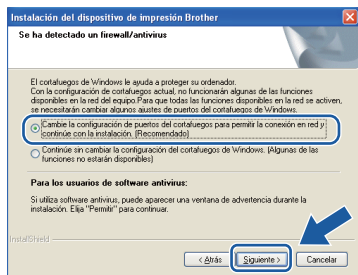 Instalación del dispositivo de impresión Brother
Se ha detectado un firewall/antivirus
El cortafuegos de Windows le ayuda a proteger su ordenador.
Con la configuración de cortafuegos actual, no funcionarán algunas de las funciones
disponibles en la red del equipo.Para que todas las funciones disponibles en la red se activen,
se necesitarán cambiar algunos ajustes de puertos del cortafuegos de Windows.
Cambie la configuración de puertos del cortafuegos para permitir la conexión en red y
continúe con la instalación. (Recomendado)
Continúe sin cambiar la configuración del cortafuegos de Windows. (Algunas de las
funciones no estarán disponibles)
Para los usuarios de software antivirus:
Si utiliza software antivirus, puede aparecer una ventana de advertencia durante la
instalación. Elija "Permitir" para continuar.
InstallShield
< Atrás
Siguiente >
Cancelar